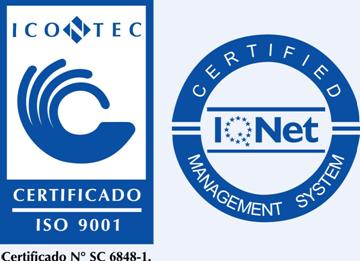 ICONTEC
CERTIFICADO
ISO 9001
Certificado N° SC 6848-1.
CERTIFIED
IQNet
MANAGEMENT SYSTEM